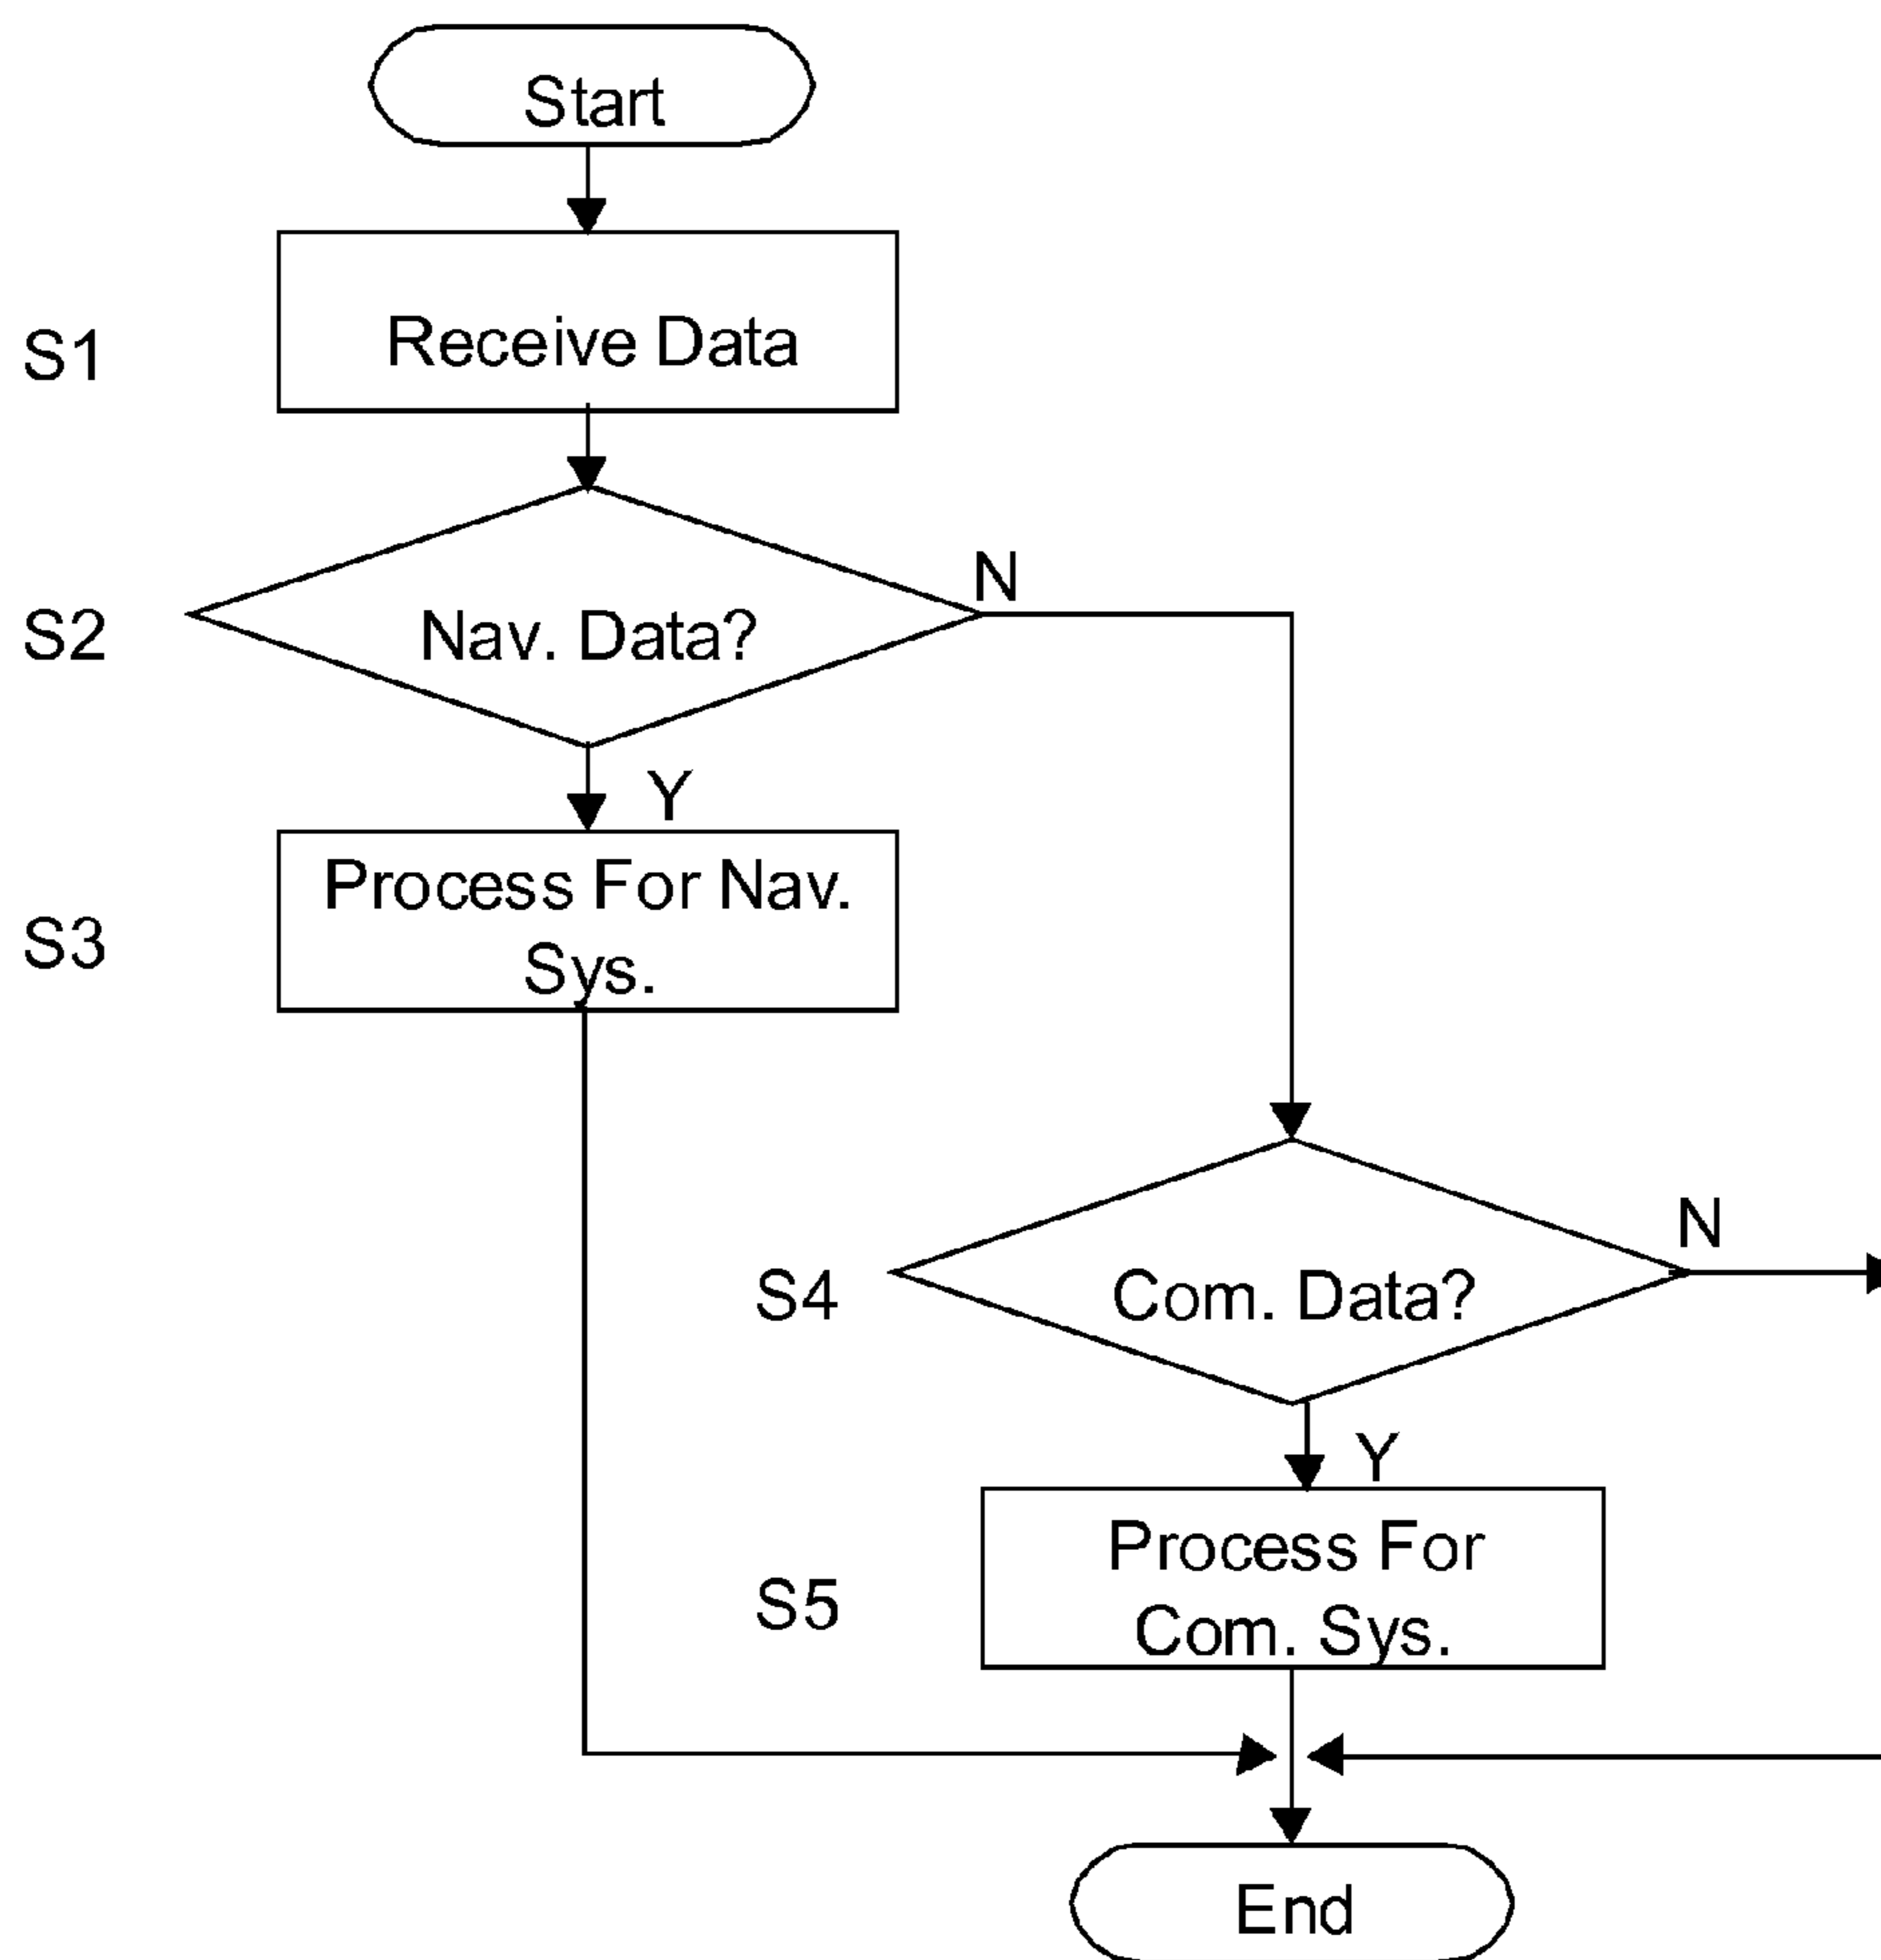 Start
S1
Receive Data
S2
Nav. Data?
N
Y
S3
Process For Nav.
Sys.
S4
Com. Data?
N
Y
S5
Process For
Com. Sys.
End